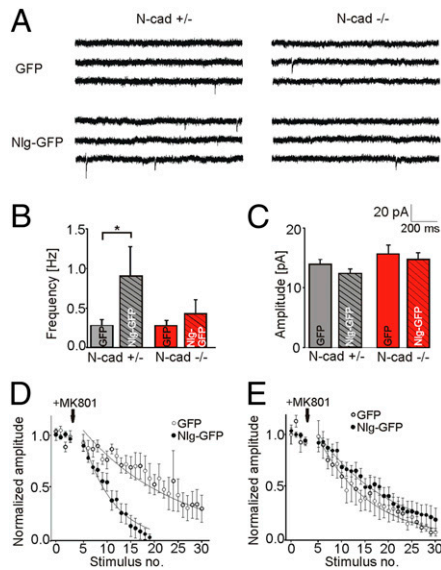 A
N-cad +/- N-cad -/-
GFP
Nlg-GFP
B
Frequency [Hz]
1.5
1.0
0.5
0
*
GFP Nlg-GFP GFP Nlg-GFP
N-cad +/- N-cad -/-
C
20 pA
200 ms
Amplitude [pA]
20
10
0
GFP Nlg-GFP GFP Nlg-GFP
N-cad +/- N-cad -/-
D
+MK801
GFP
Nlg-GFP
Normalized amplitude
1.0
0.5
0.0
0 5 10 15 20 25 30
Stimulus no.
E
+MK801
GFP
Nlg-GFP
Normalized amplitude
1.0
0.5
0
0 5 10 15 20 25 30
Stimulus no.